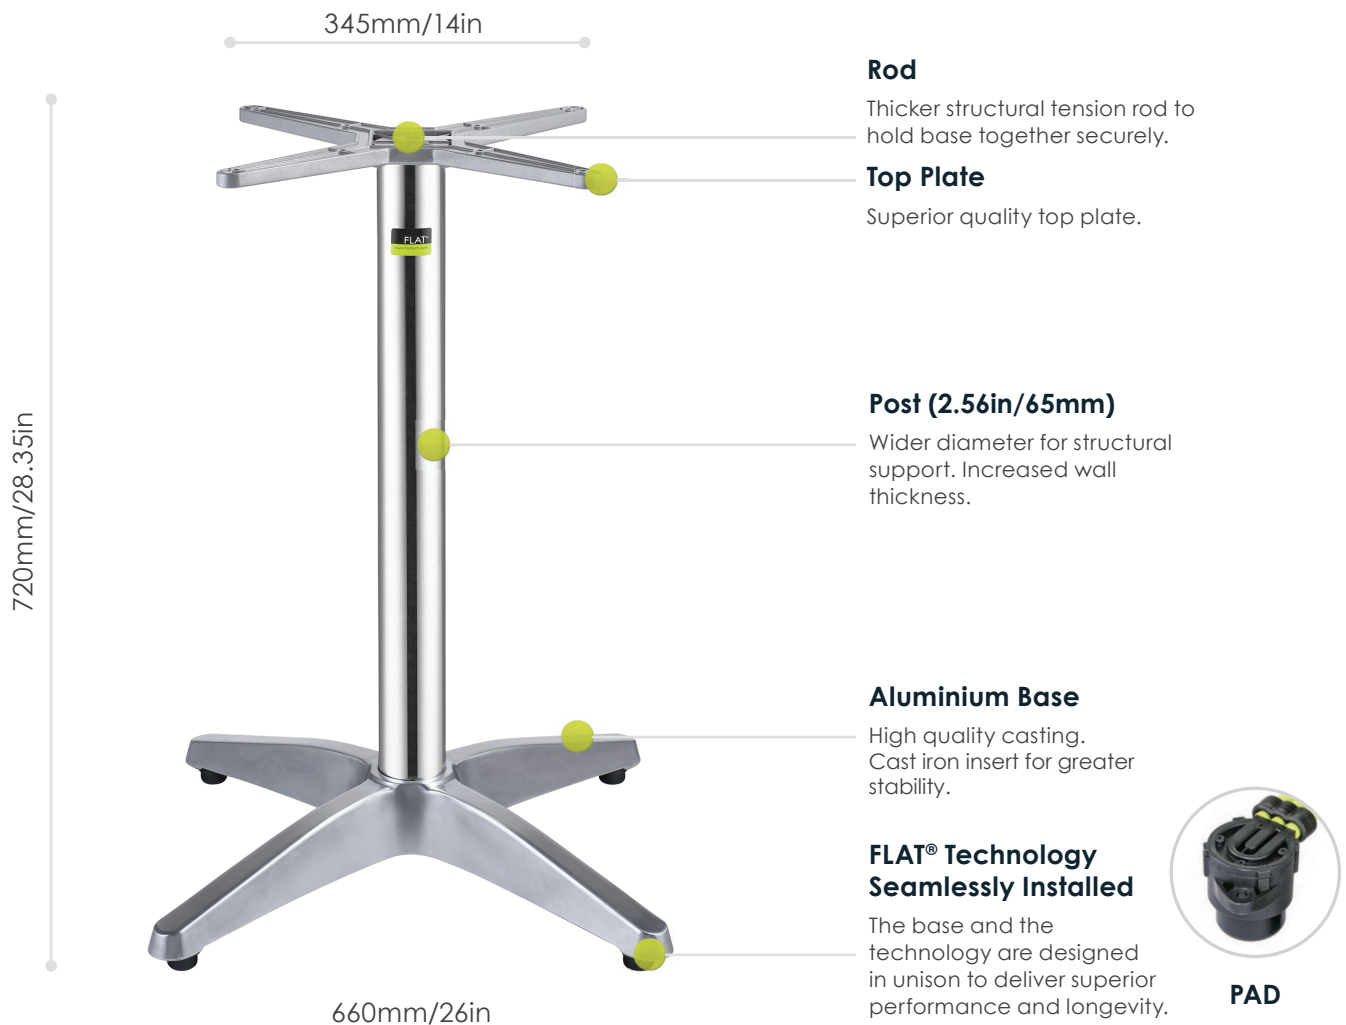 345mm/14in
Rod
Thicker structural tension rod to
hold base together securely.
Top Plate
Superior quality top plate.
FLAT®
720mm/28.35in
Post (2.56in/65mm)
Wider diameter for structural
support. Increased wall
thickness.
Aluminium Base
High quality casting.
Cast iron insert for greater
stability.
FLAT® Technology
Seamlessly Installed
The base and the
technology are designed
in unison to deliver superior
performance and longevity.
PAD
660mm/26in